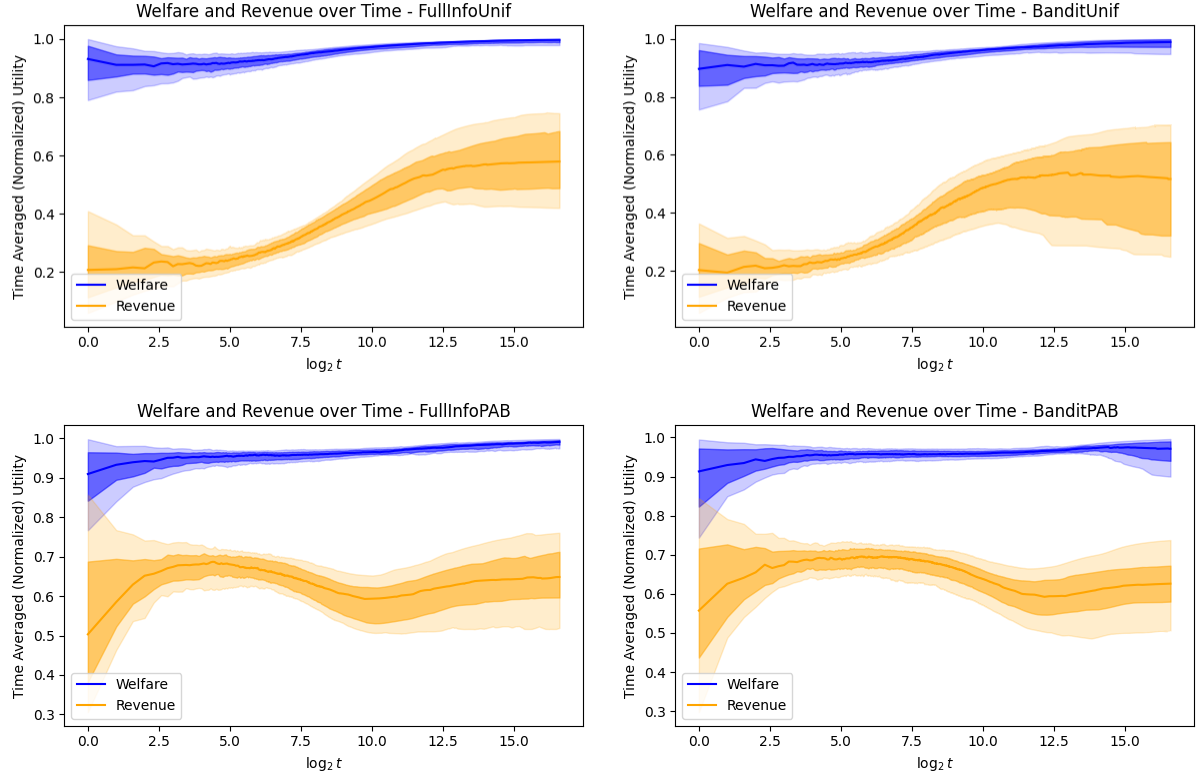 Welfare and Revenue over Time - FullInfoUnif
Time Averaged (Normalized) Utility
1.0
0.8
0.6
0.4
0.2
Welfare
Revenue
0.0 2.5 5.0 7.5 10.0 12.5 15.0
log₂ t
Welfare and Revenue over Time - BanditUnif
Time Averaged (Normalized) Utility
1.0
0.8
0.6
0.4
0.2
Welfare
Revenue
0.0 2.5 5.0 7.5 10.0 12.5 15.0
log₂ t
Welfare and Revenue over Time - FullInfoPAB
Time Averaged (Normalized) Utility
1.0
0.9
0.8
0.7
0.6
0.5
0.4
0.3
Welfare
Revenue
0.0 2.5 5.0 7.5 10.0 12.5 15.0
log₂ t
Welfare and Revenue over Time - BanditPAB
Time Averaged (Normalized) Utility
1.0
0.9
0.8
0.7
0.6
0.5
0.4
0.3
Welfare
Revenue
0.0 2.5 5.0 7.5 10.0 12.5 15.0
log₂ t